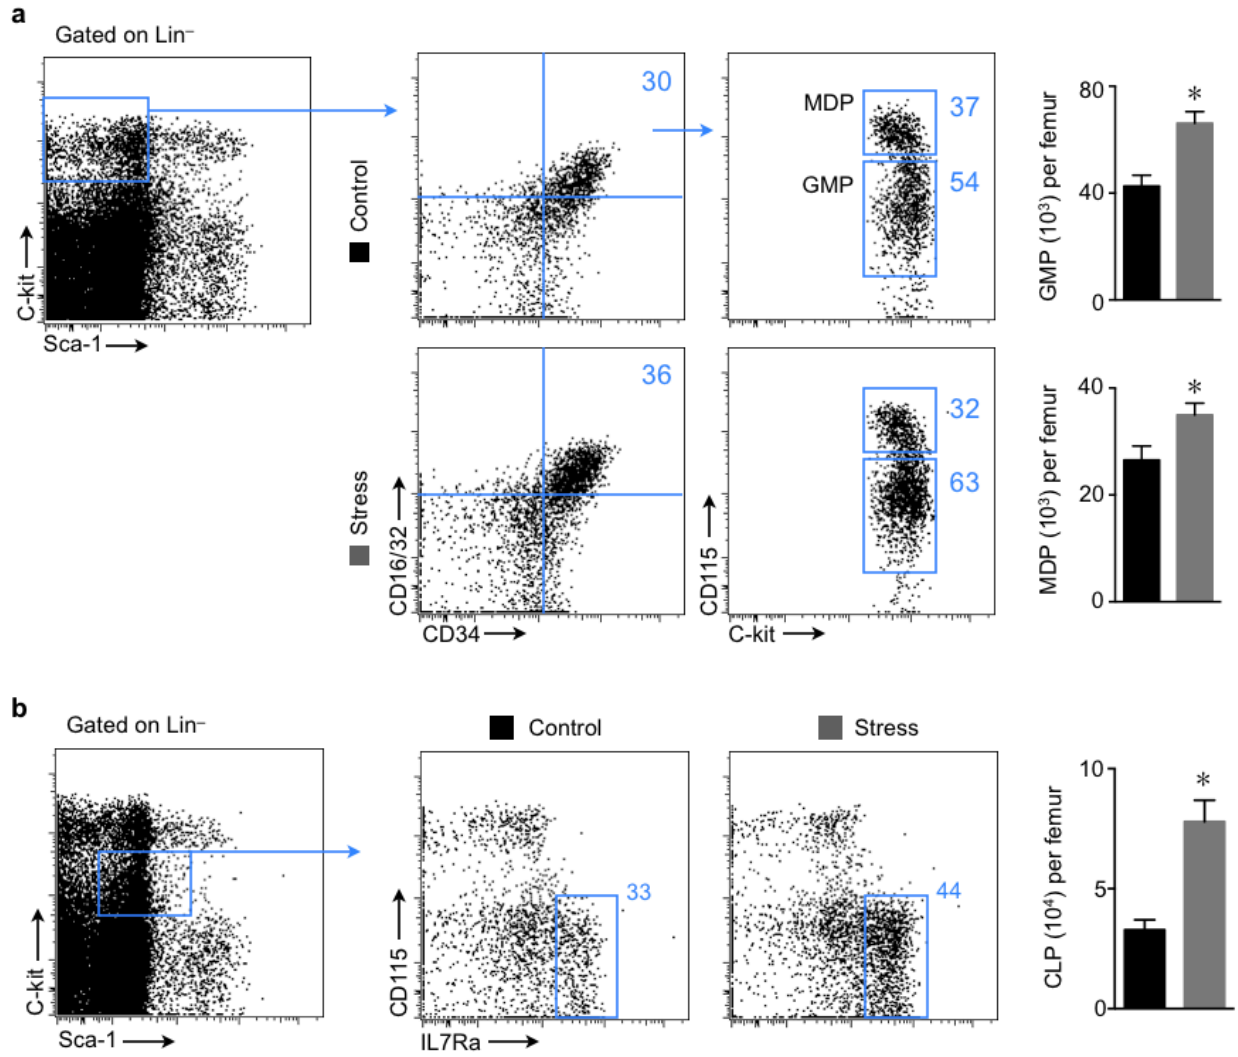 a
Gated on Lin–
C-kit
Sca-1
Control
30
MDP
37
GMP
54
GMP (10³) per femur
80
40
0
*
Stress
CD16/32
CD34
36
CD115
C-kit
32
63
MDP (10³) per femur
40
20
0
*
b
Gated on Lin–
C-kit
Sca-1
Control
Stress
CD115
IL7Ra
33
44
CLP (10⁴) per femur
10
5
0
*